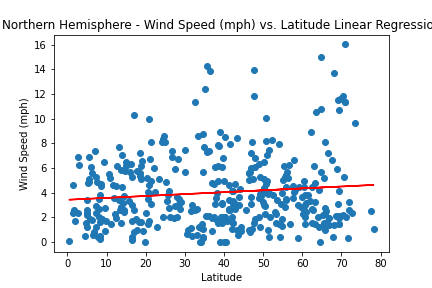 Northern Hemisphere - Wind Speed (mph) vs. Latitude Linear Regressio
16
14
12
10
8
6
4
2
0
Wind Speed (mph)
0 10 20 30 40 50 60 70 80
Latitude